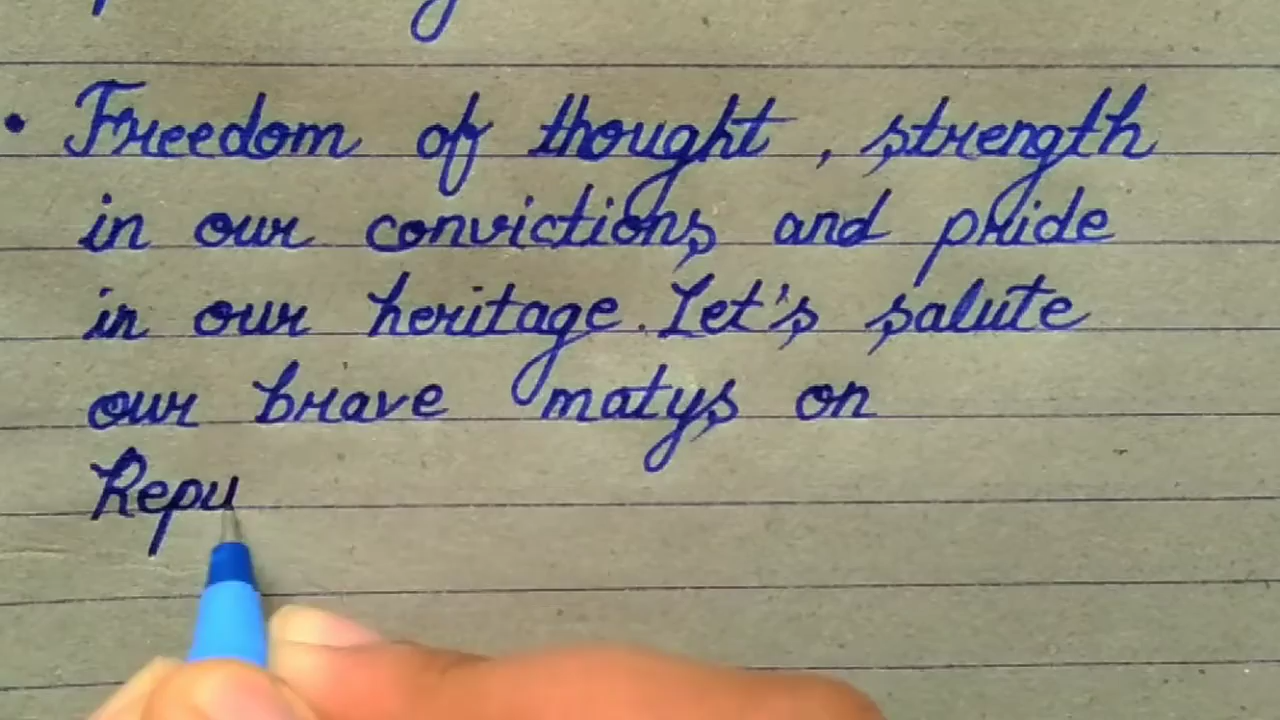 • Freedom of thought, strength
in our convictions, and pride
in our heritage. Let's salute
our brave matys on
Repu